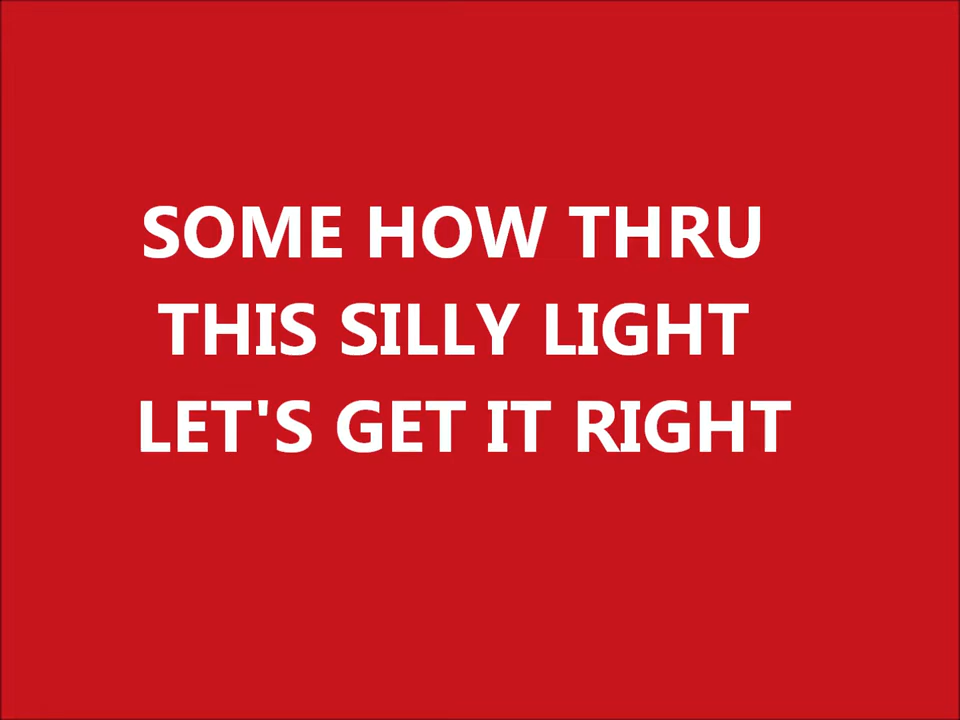 SOME HOW THRU
THIS SILLY LIGHT
LET'S GET IT RIGHT